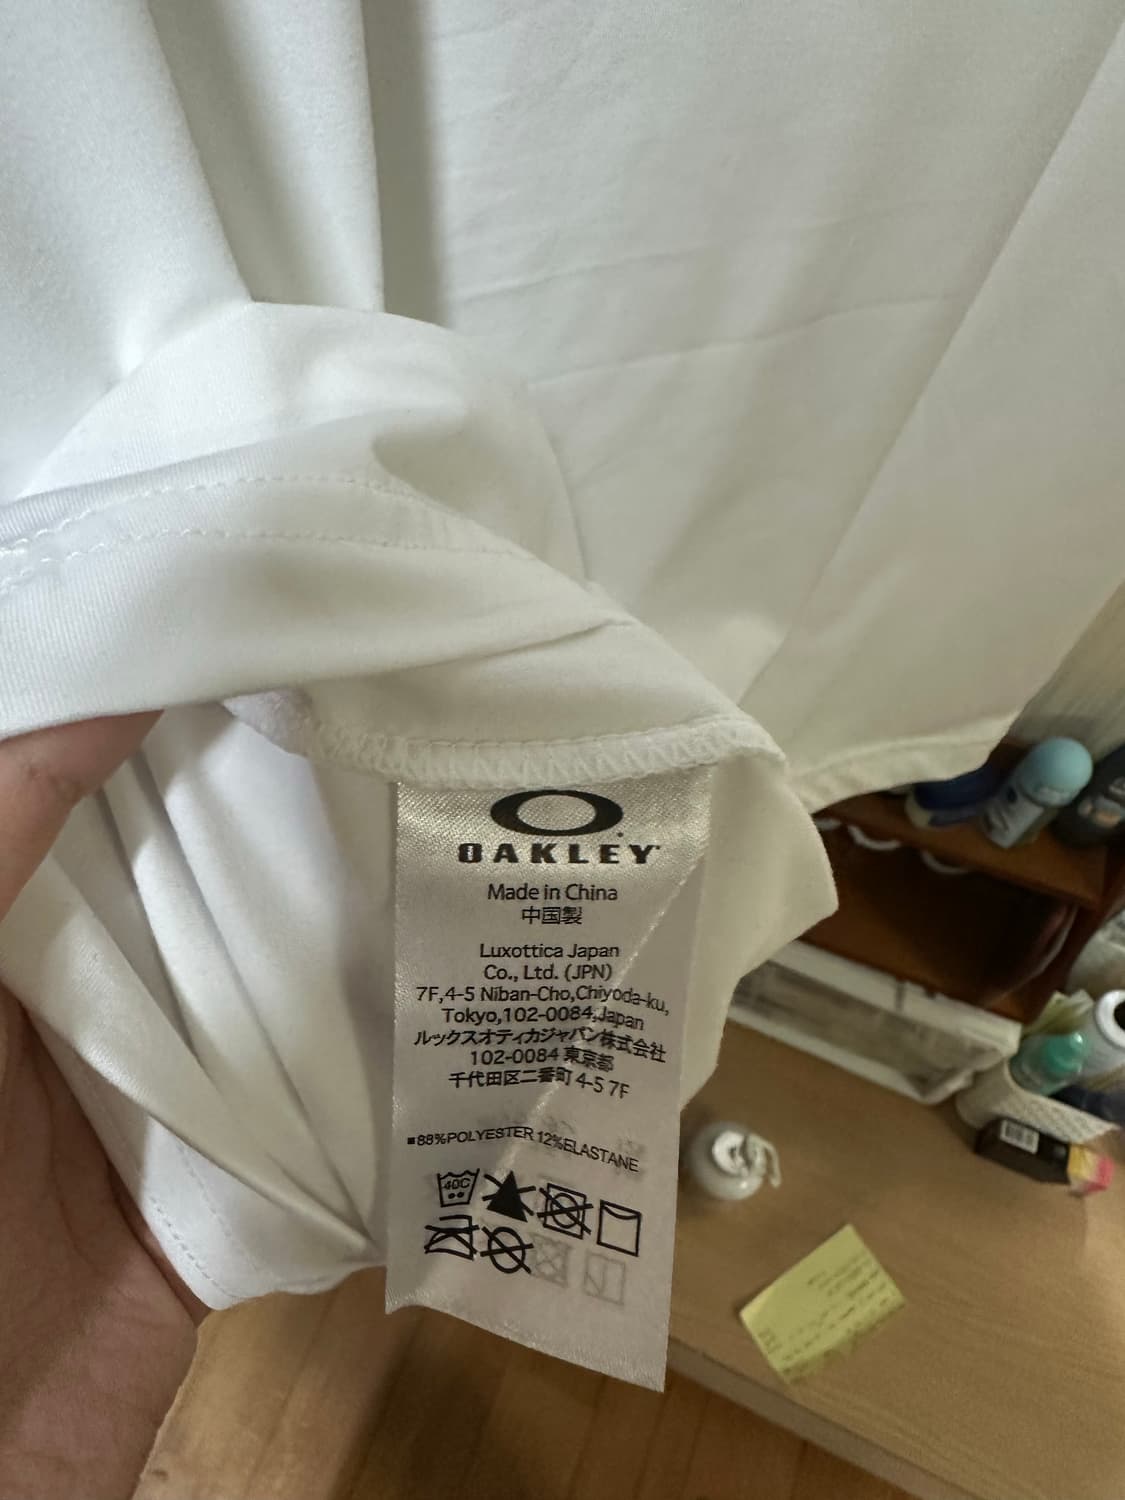 OAKLEY
Made in China
中国製
Luxottica Japan
Co., Ltd. (JPN)
7F,4-5 Niban-Cho,Chiyoda-ku,
Tokyo,102-0084,Japan
ルックスオティカジャパン株式会社
102-0084 東京都
千代田区二番町 4-5 7F
■88%POLYESTER 12%ELASTANE
40C